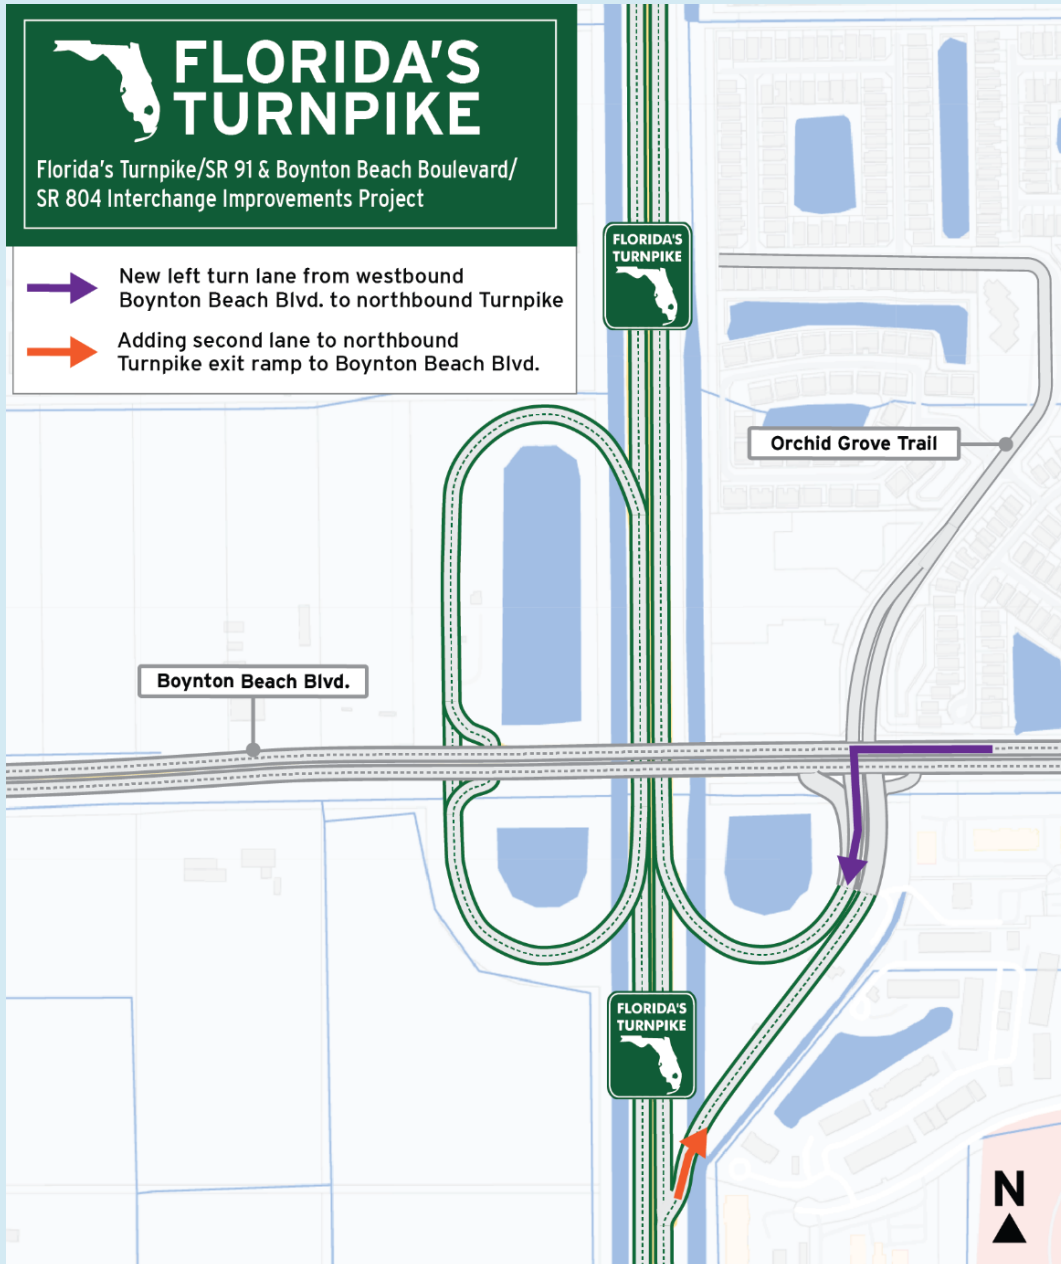 FLORIDA'S
TURNPIKE
Florida's Turnpike/SR 91 & Boynton Beach Boulevard/
SR 804 Interchange Improvements Project
New left turn lane from westbound
Boynton Beach Blvd. to northbound Turnpike
Adding second lane to northbound
Turnpike exit ramp to Boynton Beach Blvd.
FLORIDA'S
TURNPIKE
Orchid Grove Trail
Boynton Beach Blvd.
FLORIDA'S
TURNPIKE
N